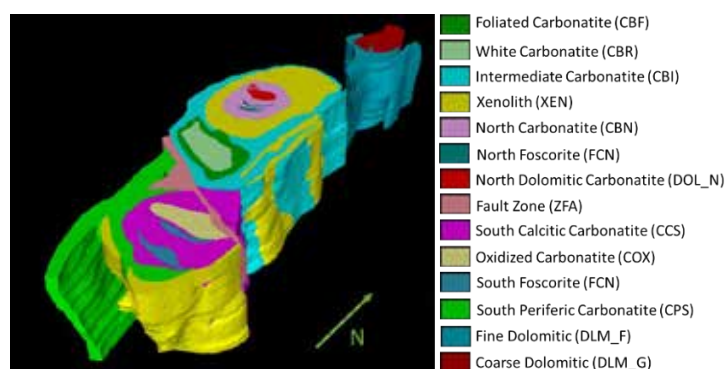 N
Foliated Carbonatite (CBF)
White Carbonatite (CBR)
Intermediate Carbonatite (CBI)
Xenolith (XEN)
North Carbonatite (CBN)
North Foscorite (FCN)
North Dolomitic Carbonatite (DOL_N)
Fault Zone (ZFA)
South Calcitic Carbonatite (CCS)
Oxidized Carbonatite (COX)
South Foscorite (FCN)
South Periferic Carbonatite (CPS)
Fine Dolomitic (DLM_F)
Coarse Dolomitic (DLM_G)